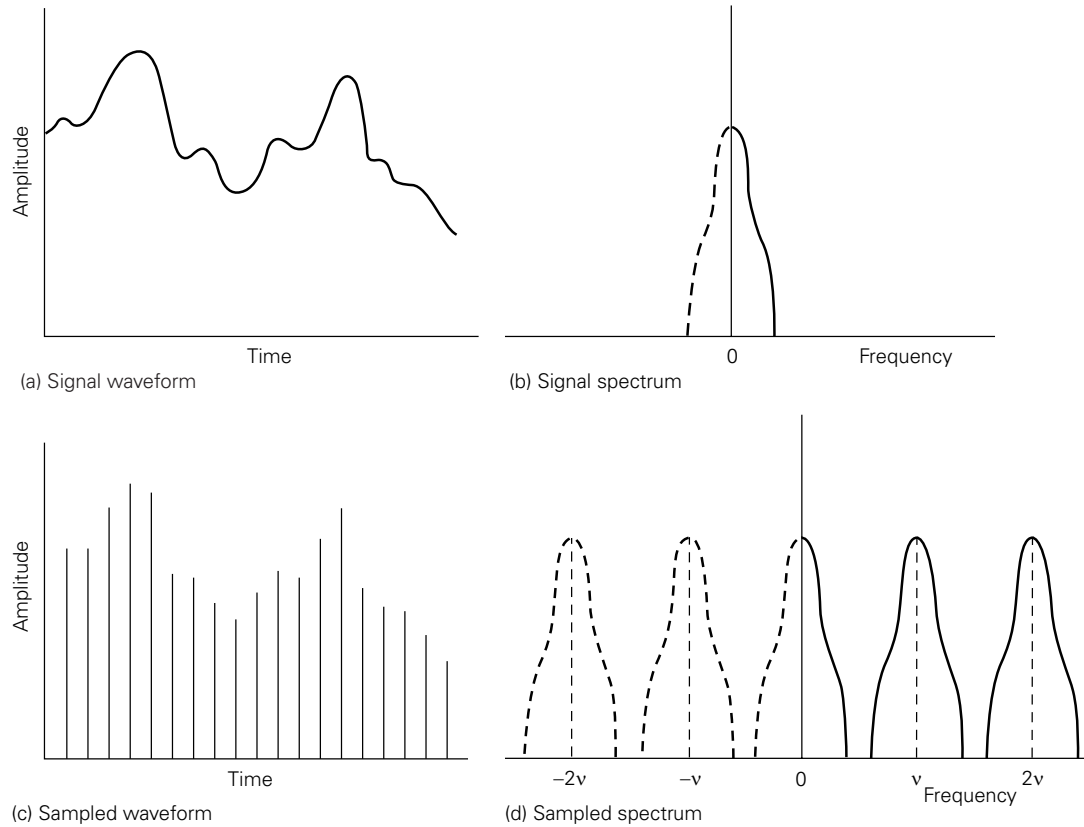 Amplitude
Time
(a) Signal waveform
0
Frequency
(b) Signal spectrum
Amplitude
Time
(c) Sampled waveform
−2ν
−ν
0
ν
2ν
Frequency
(d) Sampled spectrum